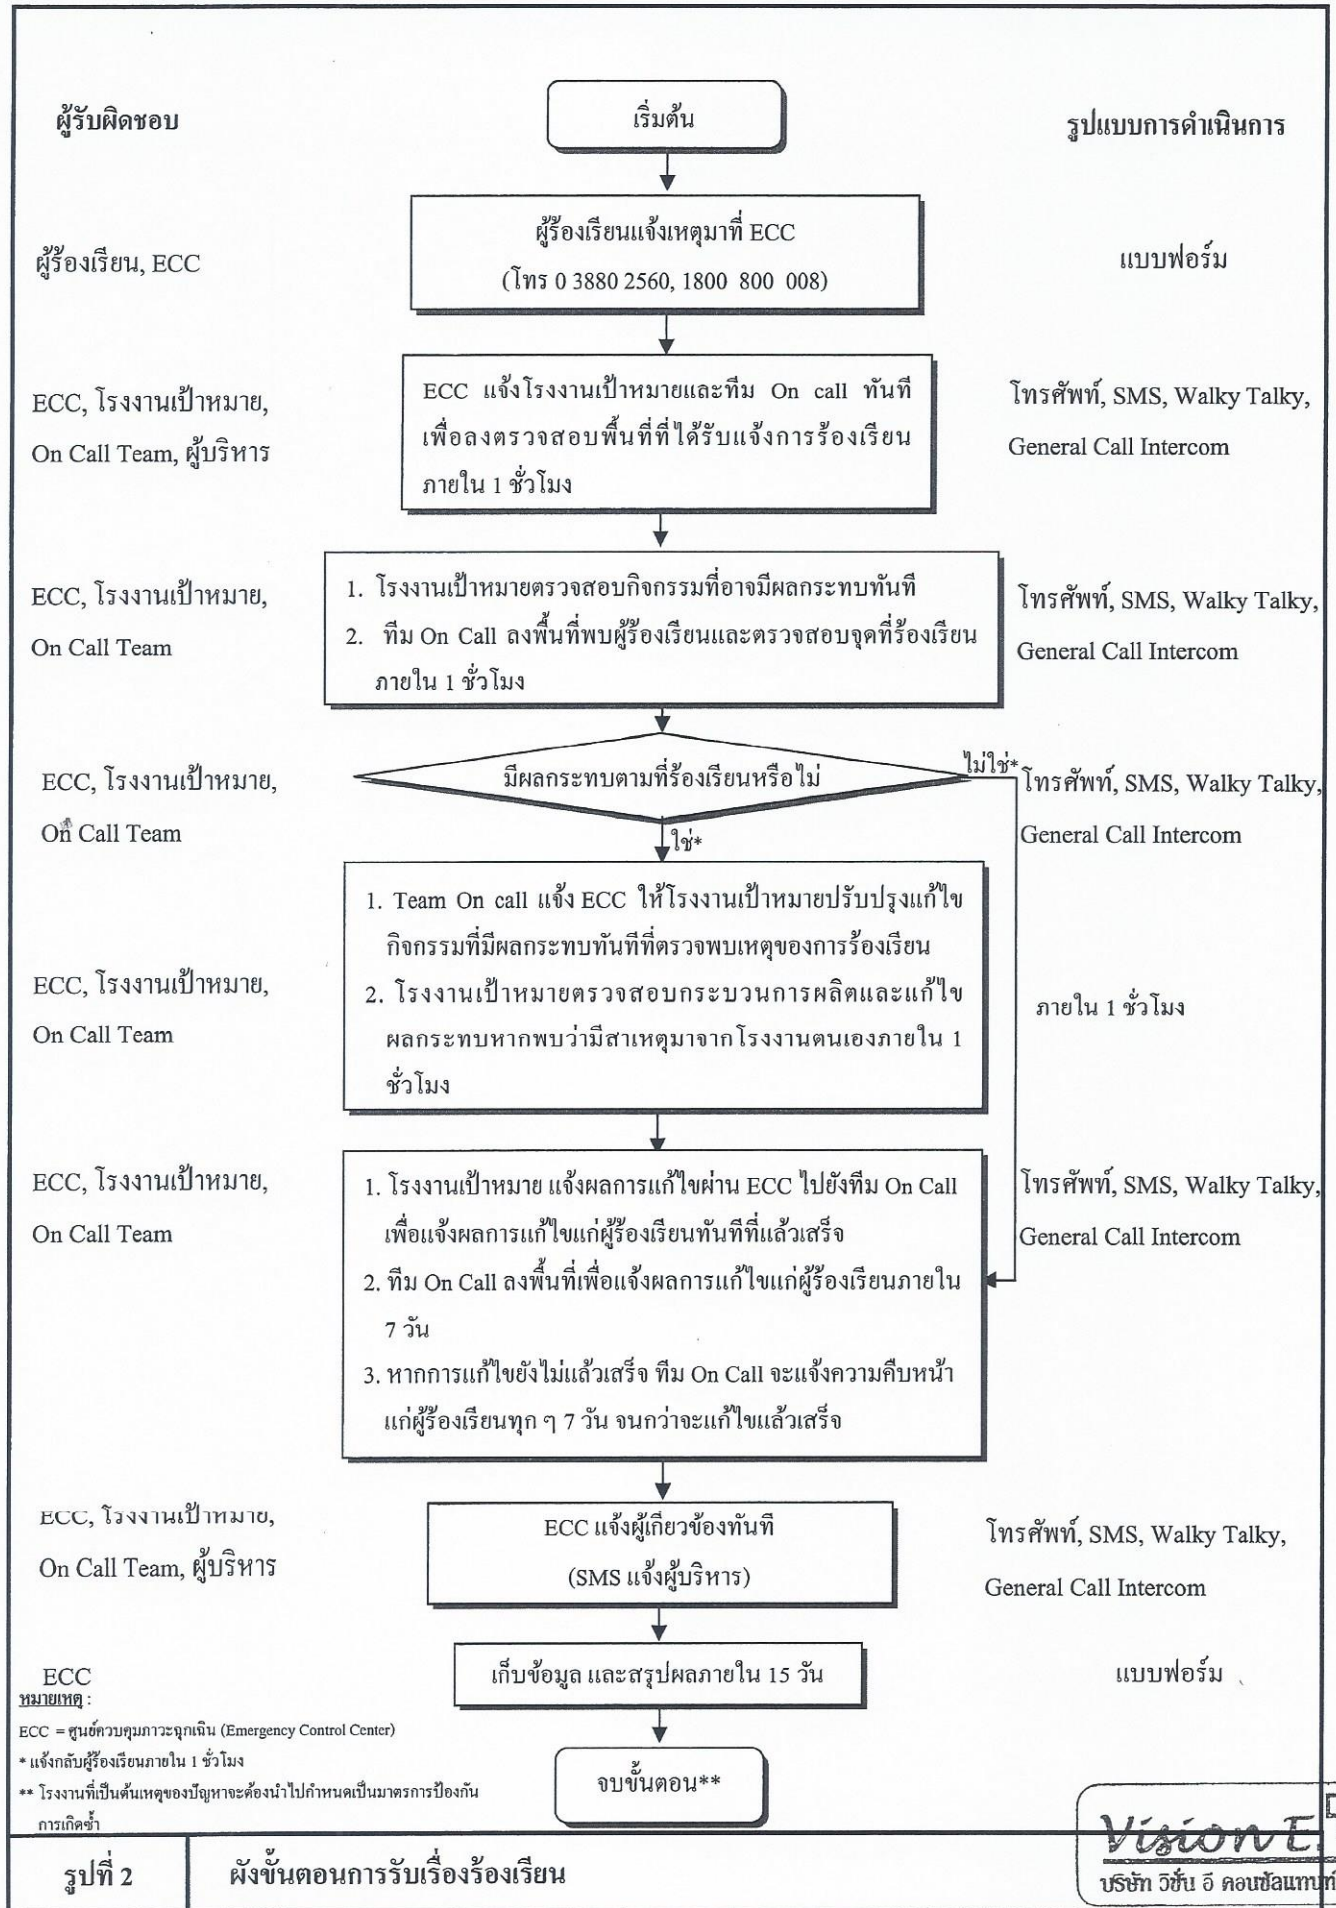 ผู้รับผิดชอบ
เริ่มต้น
รูปแบบการดำเนินการ
ผู้ร้องเรียน, ECC
ผู้ร้องเรียนแจ้งเหตุมาที่ ECC
(โทร 0 3880 2560, 1800 800 008)
แบบฟอร์ม
ECC, โรงงานเป้าหมาย,
On Call Team, ผู้บริหาร
ECC แจ้งโรงงานเป้าหมายและทีม On call ทันที
เพื่อลงตรวจสอบพื้นที่ที่ได้รับแจ้งการร้องเรียน
ภายใน 1 ชั่วโมง
โทรศัพท์, SMS, Walky Talky,
General Call Intercom
ECC, โรงงานเป้าหมาย,
On Call Team
1. โรงงานเป้าหมายตรวจสอบกิจกรรมที่อาจมีผลกระทบทันที
2. ทีม On Call ลงพื้นที่พบผู้ร้องเรียนและตรวจสอบจุดที่ร้องเรียน
ภายใน 1 ชั่วโมง
โทรศัพท์, SMS, Walky Talky,
General Call Intercom
ECC, โรงงานเป้าหมาย,
On Call Team
มีผลกระทบตามที่ร้องเรียนหรือไม่
ไม่ใช่*
ใช่*
โทรศัพท์, SMS, Walky Talky,
General Call Intercom
ECC, โรงงานเป้าหมาย,
On Call Team
1. Team On call แจ้ง ECC ให้โรงงานเป้าหมายปรับปรุงแก้ไข
กิจกรรมที่มีผลกระทบทันทีที่ตรวจพบเหตุของการร้องเรียน
2. โรงงานเป้าหมายตรวจสอบกระบวนการผลิตและแก้ไข
ผลกระทบหากพบว่ามีสาเหตุมาจากโรงงานตนเองภายใน 1
ชั่วโมง
ภายใน 1 ชั่วโมง
ECC, โรงงานเป้าหมาย,
On Call Team
1. โรงงานเป้าหมาย แจ้งผลการแก้ไขผ่าน ECC ไปยังทีม On Call
เพื่อแจ้งผลการแก้ไขแก่ผู้ร้องเรียนทันทีที่แล้วเสร็จ
2. ทีม On Call ลงพื้นที่เพื่อแจ้งผลการแก้ไขแก่ผู้ร้องเรียนภายใน
7 วัน
3. หากการแก้ไขยังไม่แล้วเสร็จ ทีม On Call จะแจ้งความคืบหน้า
แก่ผู้ร้องเรียนทุก ๆ 7 วัน จนกว่าจะแก้ไขแล้วเสร็จ
โทรศัพท์, SMS, Walky Talky,
General Call Intercom
ECC, โรงงานเป้าหมาย,
On Call Team, ผู้บริหาร
ECC แจ้งผู้เกี่ยวข้องทันที
(SMS แจ้งผู้บริหาร)
โทรศัพท์, SMS, Walky Talky,
General Call Intercom
ECC
เก็บข้อมูล และสรุปผลภายใน 15 วัน
แบบฟอร์ม
หมายเหตุ :
ECC = ศูนย์ควบคุมภาวะฉุกเฉิน (Emergency Control Center)
* แจ้งกลับผู้ร้องเรียนภายใน 1 ชั่วโมง
** โรงงานที่เป็นต้นเหตุของปัญหาจะต้องนำไปกำหนดเป็นมาตรการป้องกัน
การเกิดซ้ำ
จบขั้นตอน**
รูปที่ 2
ผังขั้นตอนการรับเรื่องร้องเรียน
Vision E.
บริษัท วิชั่น อี คอนซัลแทนท์